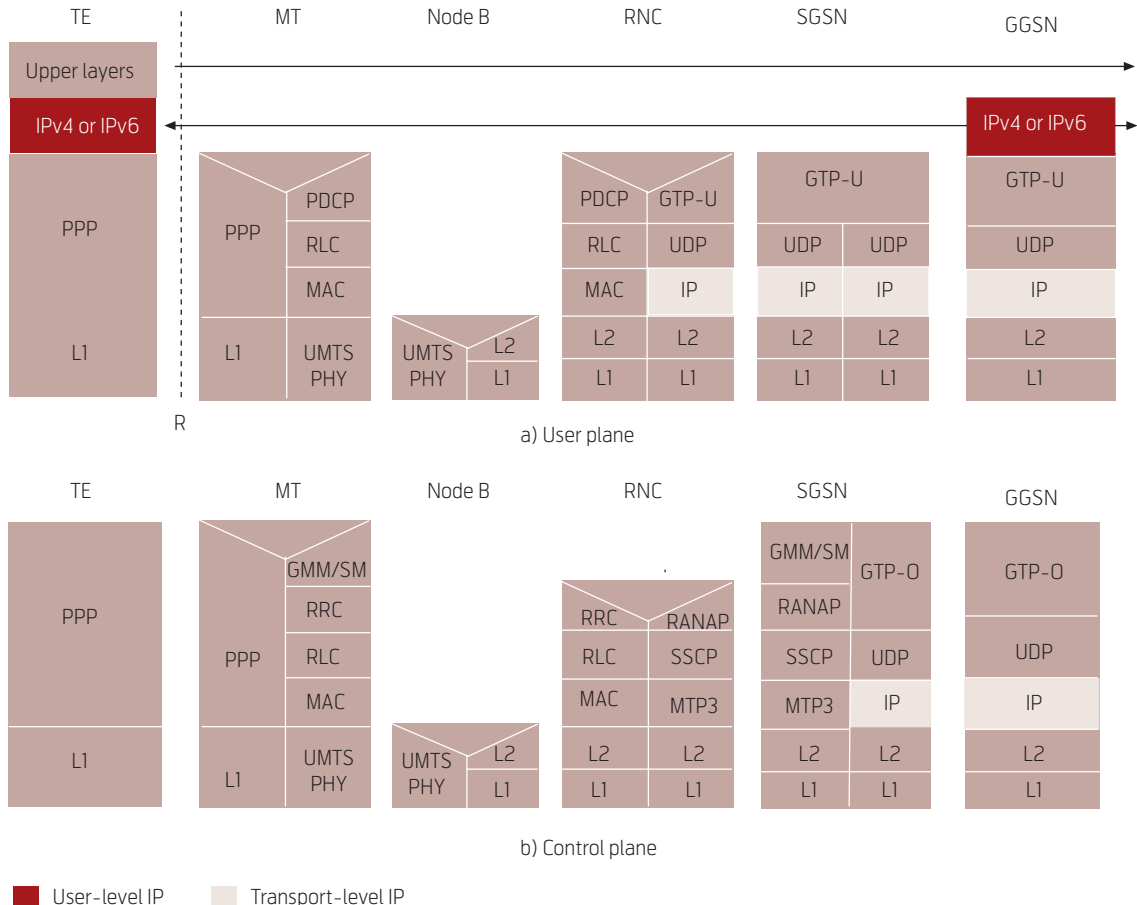 TE MT Node B RNC SGSN GGSN
Upper layers
IPv4 or IPv6 IPv4 or IPv6
GTP-U GTP-U
PDCP PDCP GTP-U
PPP PPP
RLC RLC UDP UDP UDP UDP
MAC MAC IP IP IP IP
L2 L2 L2 L2 L2 L2
L1 L1 UMTS PHY UMTS PHY
L1 L1 L1 L1 L1 L1
R
a) User plane
TE MT Node B RNC SGSN GGSN
GMM/SM
GMM/SM GTP-O GTP-O
RRC RANAP
PPP RRC RANAP
PPP RLC RLC SSCP SSCP UDP UDP
MAC MAC MTP3 MTP3 IP IP
L2 L2 L2 L2 L2 L2
L1 L1 UMTS PHY UMTS PHY
L1 L1 L1 L1 L1 L1
b) Control plane
User-level IP Transport-level IP